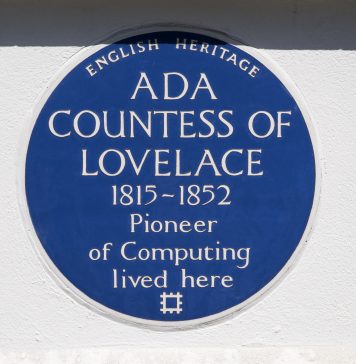 ENGLISH HERITAGE
ADA
COUNTESS OF
LOVELACE
1815~1852
Pioneer
of Computing
lived here